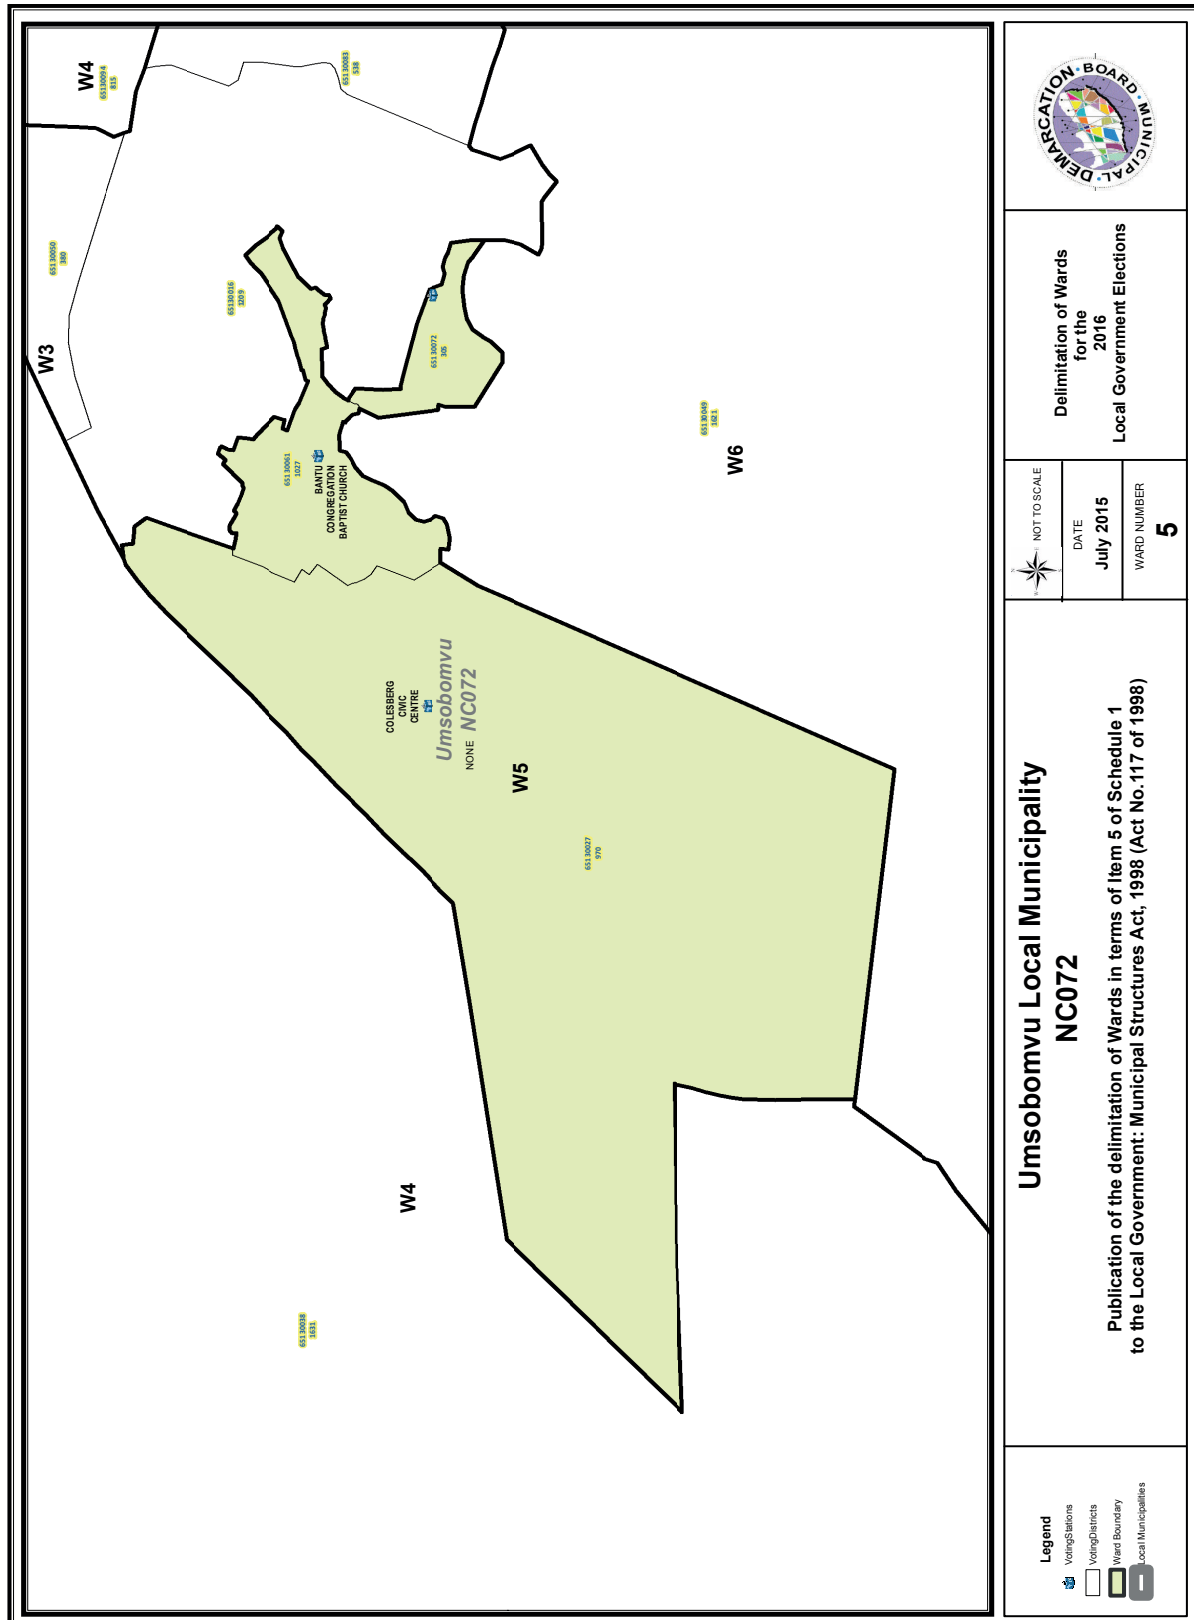 W4
65130094
815
65130083
538
65130050
380
W3
65130016
1209
65130072
305
65130061
1027
BANTU
CONGREGATION
BAPTIST CHURCH
65130049
1621
W6
COLESBERG
CIVIC
CENTRE
Umsobomvu
NONE NC072
W5
65130027
970
W4
65130038
1631
Legend
VotingStations
VotingDistricts
Ward Boundary
Local Municipalities
Umsobomvu Local Municipality
NC072
Publication of the delimitation of Wards in terms of Item 5 of Schedule 1
to the Local Government: Municipal Structures Act, 1998 (Act No.117 of 1998)
N
W E
S
NOT TO SCALE
DATE
July 2015
WARD NUMBER
5
Delimitation of Wards
for the
2016
Local Government Elections
MUNICIPAL · DEMARCATION · BOARD ·